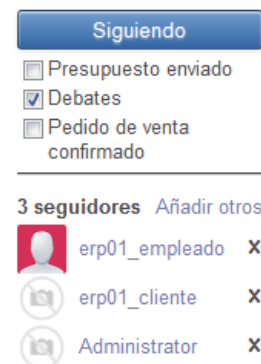 Siguiendo
Presupuesto enviado
Debates
Pedido de venta
confirmado
3 seguidores Añadir otros
erp01_empleado X
erp01_cliente X
Administrator X